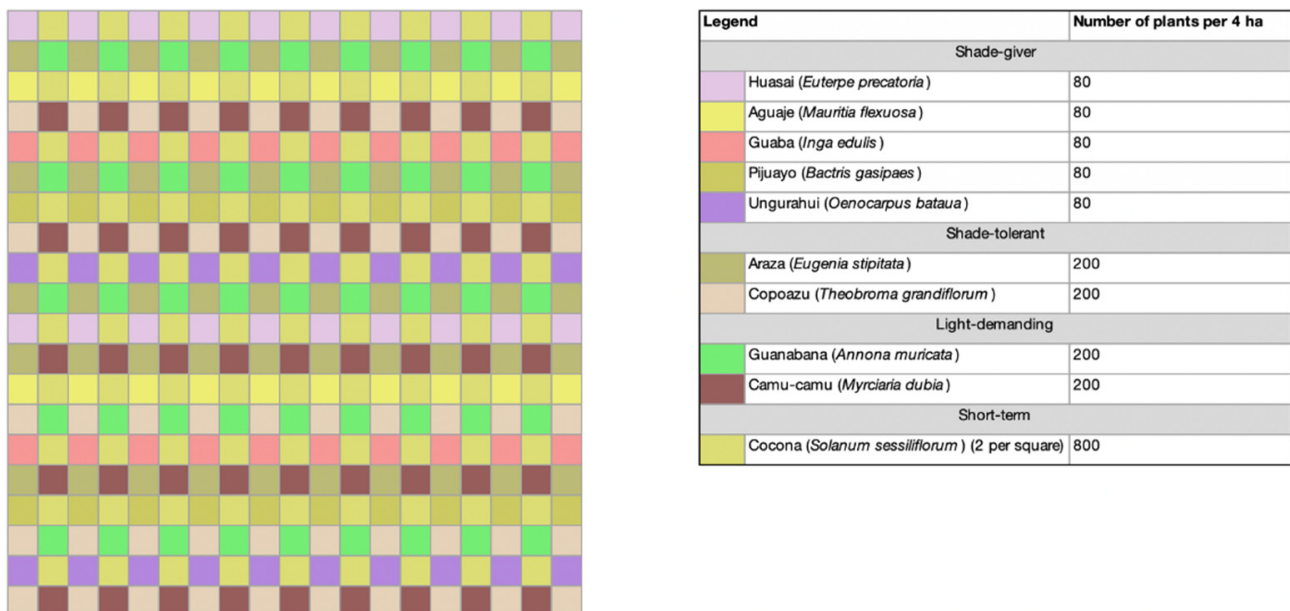 Legend Number of plants per 4 ha
Shade-giver
Huasai (Euterpe precatoria) 80
Aguaje (Mauritia flexuosa) 80
Guaba (Inga edulis) 80
Pijuayo (Bactris gasipaes) 80
Ungurahui (Oenocarpus bataua) 80
Shade-tolerant
Araza (Eugenia stipitata) 200
Copoazu (Theobroma grandiflorum) 200
Light-demanding
Guanabana (Annona muricata) 200
Camu-camu (Myrciaria dubia) 200
Short-term
Cocona (Solanum sessiliflorum) (2 per square) 800